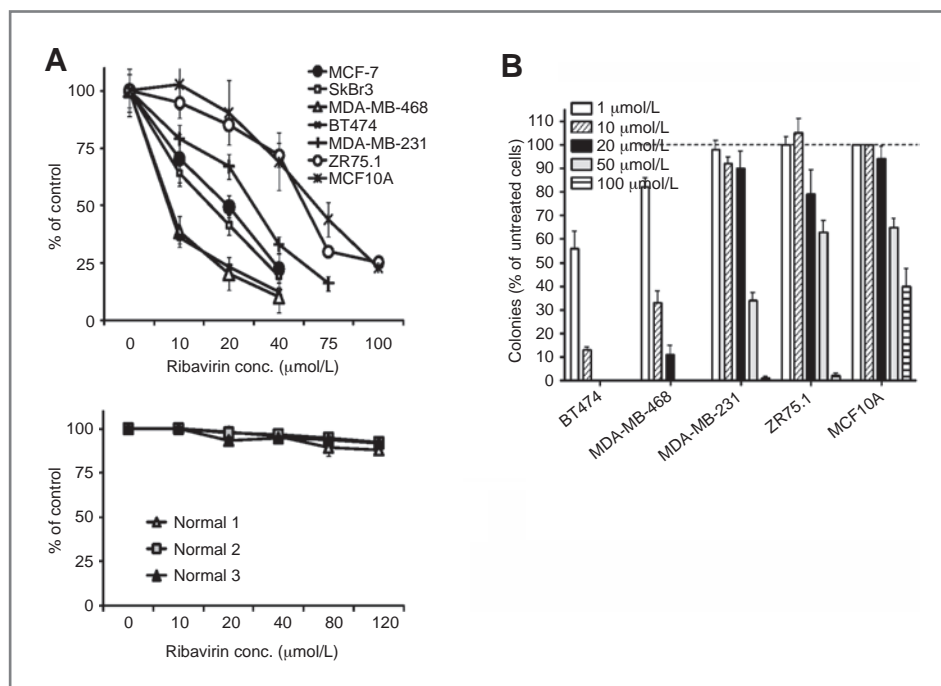 A
% of control
100
75
50
25
0
MCF-7
SkBr3
MDA-MB-468
BT474
MDA-MB-231
ZR75.1
MCF10A
0 10 20 40 75 100
Ribavirin conc. (μmol/L)
% of control
100
75
50
25
0
Normal 1
Normal 2
Normal 3
0 10 20 40 80 120
Ribavirin conc. (μmol/L)
B
Colonies (% of untreated cells)
110
100
90
80
70
60
50
40
30
20
10
0
1 μmol/L
10 μmol/L
20 μmol/L
50 μmol/L
100 μmol/L
BT474
MDA-MB-468
MDA-MB-231
ZR75.1
MCF10A